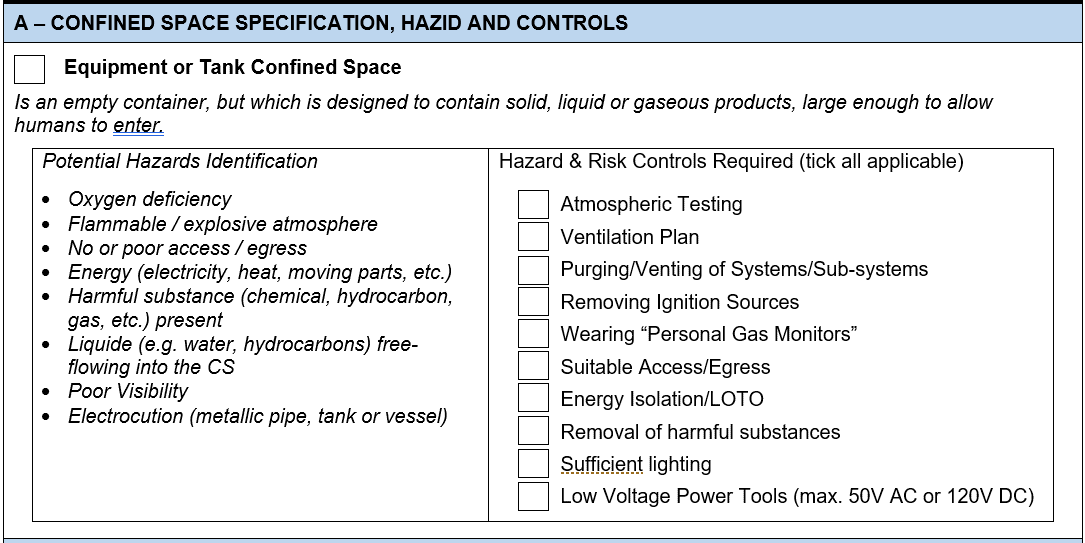 A – CONFINED SPACE SPECIFICATION, HAZID AND CONTROLS
Equipment or Tank Confined Space
Is an empty container, but which is designed to contain solid, liquid or gaseous products, large enough to allow
humans to enter.
Potential Hazards Identification
• Oxygen deficiency
• Flammable / explosive atmosphere
• No or poor access / egress
• Energy (electricity, heat, moving parts, etc.)
• Harmful substance (chemical, hydrocarbon,
gas, etc.) present
• Liquide (e.g. water, hydrocarbons) free-
flowing into the CS
• Poor Visibility
• Electrocution (metallic pipe, tank or vessel)
Hazard & Risk Controls Required (tick all applicable)
Atmospheric Testing
Ventilation Plan
Purging/Venting of Systems/Sub-systems
Removing Ignition Sources
Wearing “Personal Gas Monitors”
Suitable Access/Egress
Energy Isolation/LOTO
Removal of harmful substances
Sufficient lighting
Low Voltage Power Tools (max. 50V AC or 120V DC)